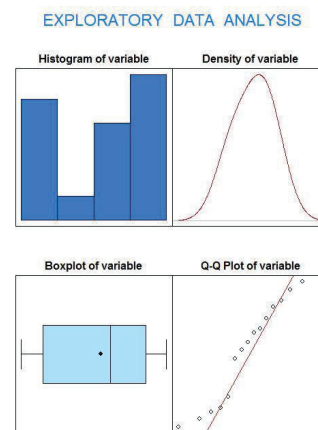 EXPLORATORY DATA ANALYSIS
Histogram of variable
Density of variable
Boxplot of variable
Q-Q Plot of variable